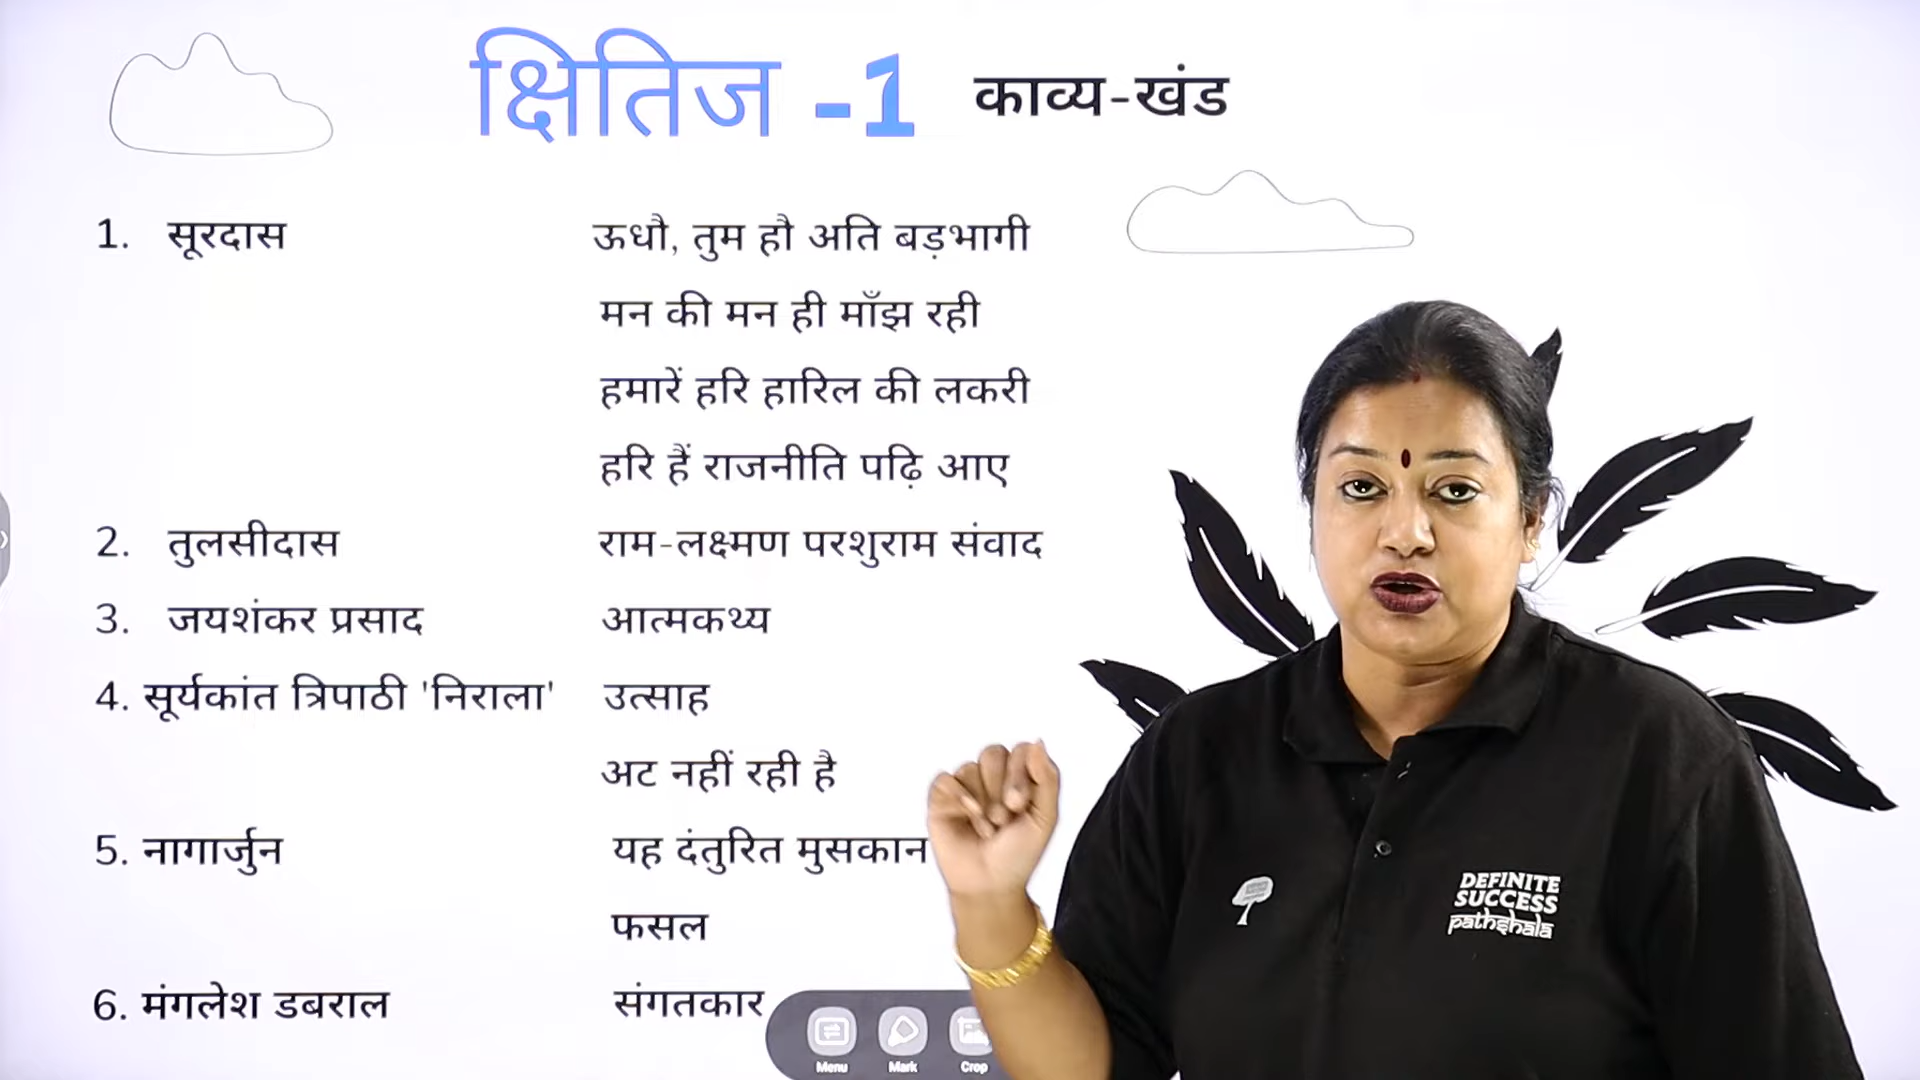 क्षितिज -1 काव्य-खंड
1. सूरदास ऊधौ, तुम हौ अति बड़भागी
मन की मन ही माँझ रही
हमारैं हरि हारिल की लकरी
हरि हैं राजनीति पढ़ि आए
2. तुलसीदास राम-लक्ष्मण परशुराम संवाद
3. जयशंकर प्रसाद आत्मकथ्य
4. सूर्यकांत त्रिपाठी 'निराला' उत्साह
अट नहीं रही है
5. नागार्जुन यह दंतुरित मुसकान
फसल
6. मंगलेश डबराल संगतकार
Menu Mark Crop
DEFINITE
SUCCESS
pathshala